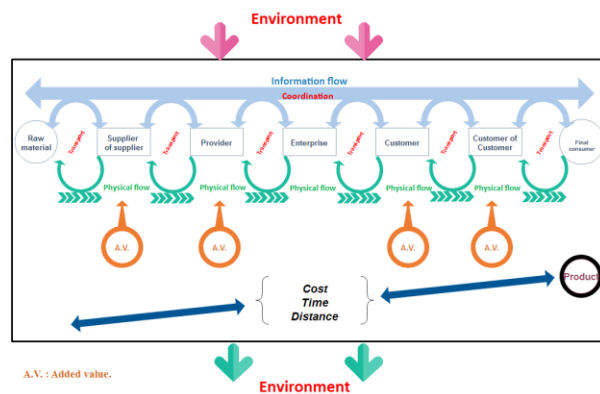 Environment
Information flow
Coordination
Raw
material
Transport
Supplier
of supplier
Transport
Provider
Transport
Enterprise
Transport
Customer
Transport
Customer of
Customer
Transport
Final
consumer
Physical flow
Physical flow
Physical flow
Physical flow
A.V.
A.V.
A.V.
A.V.
Cost
Time
Distance
Product
Environment
A.V. : Added value.